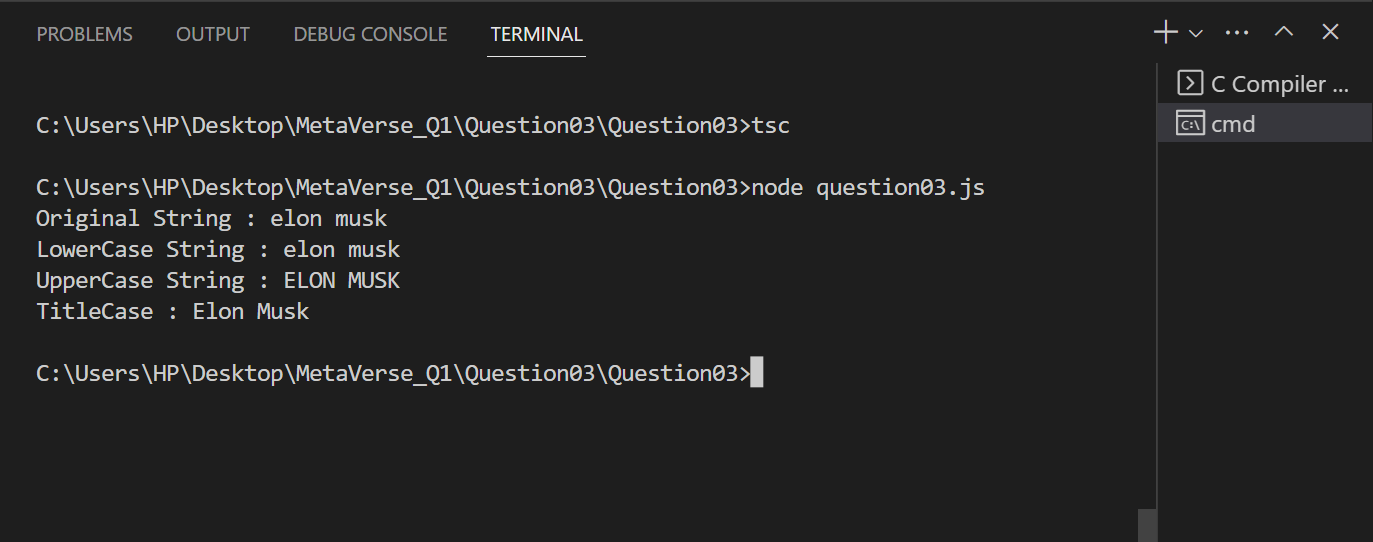 PROBLEMS OUTPUT DEBUG CONSOLE TERMINAL
C Compiler ...
cmd
C:\Users\HP\Desktop\MetaVerse_Q1\Question03\Question03>tsc
C:\Users\HP\Desktop\MetaVerse_Q1\Question03\Question03>node question03.js
Original String : elon musk
LowerCase String : elon musk
UpperCase String : ELON MUSK
TitleCase : Elon Musk
C:\Users\HP\Desktop\MetaVerse_Q1\Question03\Question03>